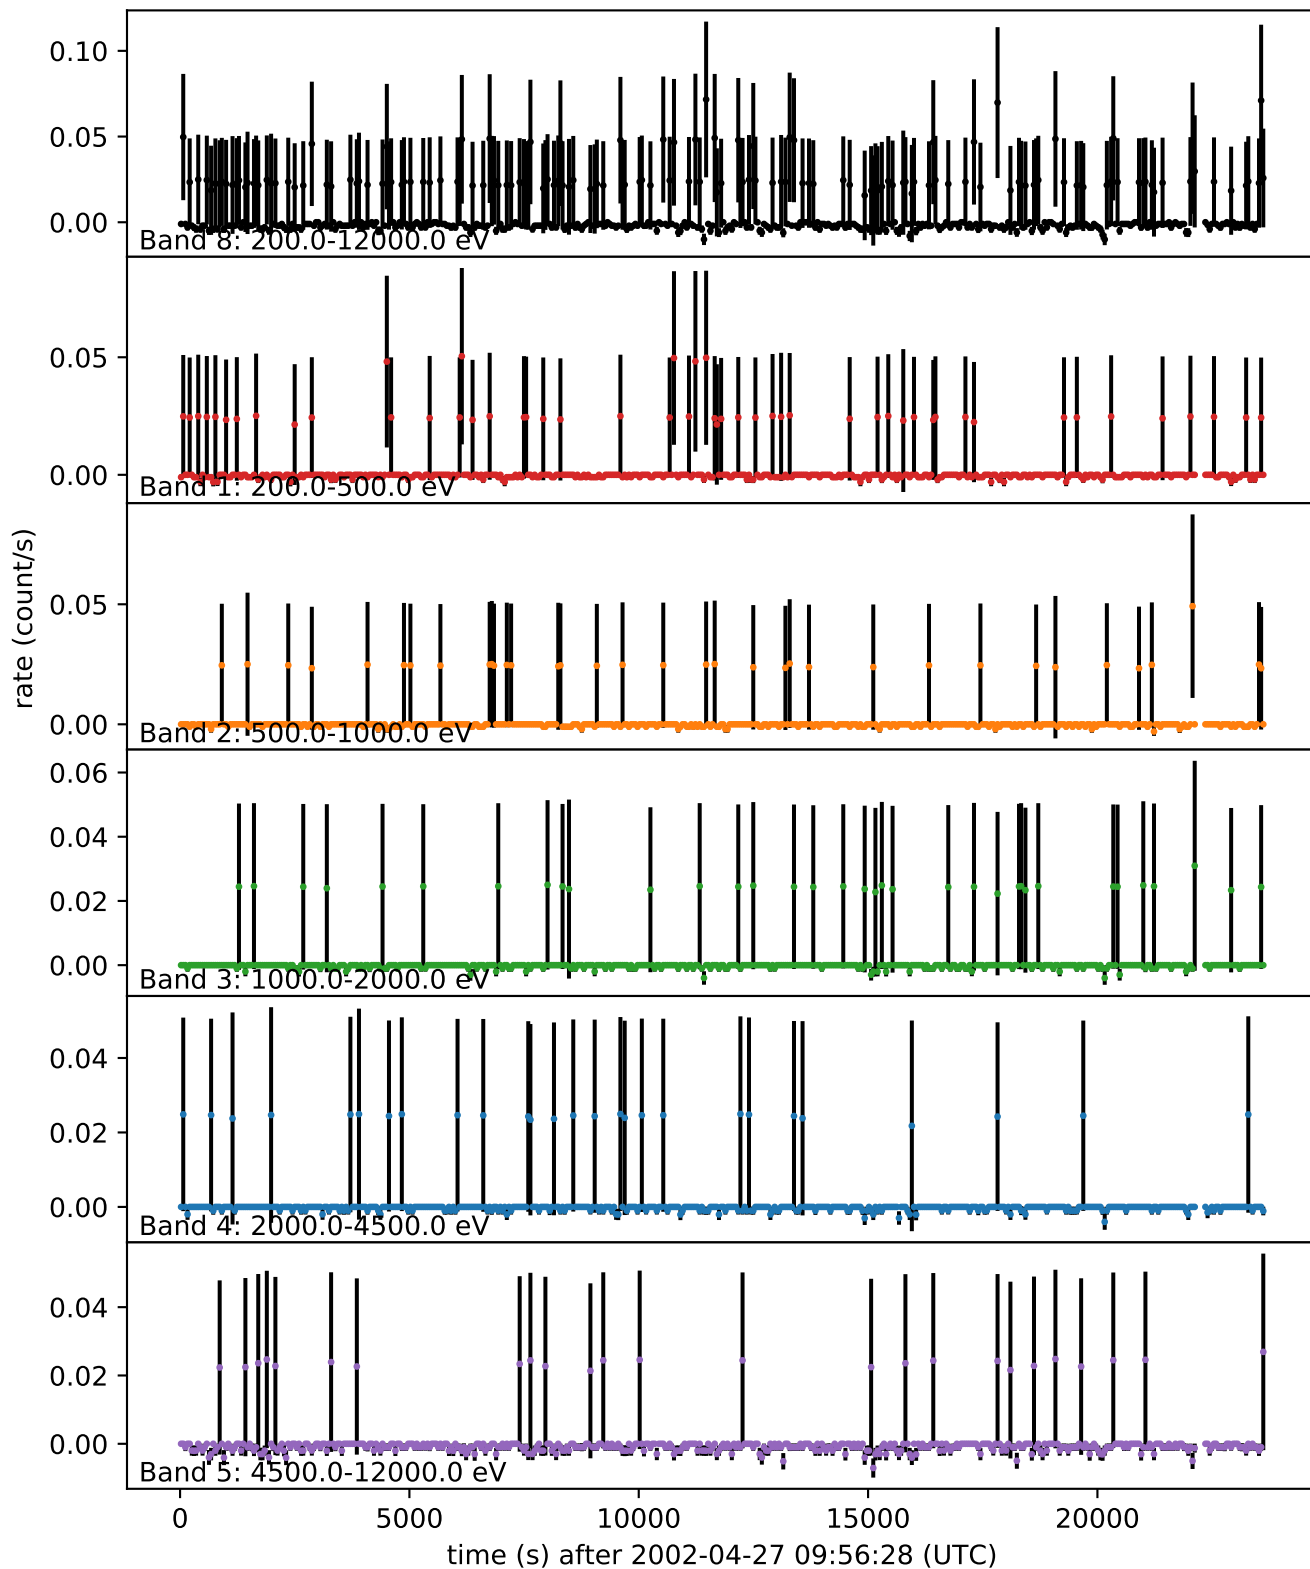 0.10
0.05
0.00
Band 8: 200.0-12000.0 eV
0.05
0.00
Band 1: 200.0-500.0 eV
rate (count/s)
0.05
0.00
Band 2: 500.0-1000.0 eV
0.06
0.04
0.02
0.00
Band 3: 1000.0-2000.0 eV
0.04
0.02
0.00
Band 4: 2000.0-4500.0 eV
0.04
0.02
0.00
Band 5: 4500.0-12000.0 eV
0 5000 10000 15000 20000
time (s) after 2002-04-27 09:56:28 (UTC)